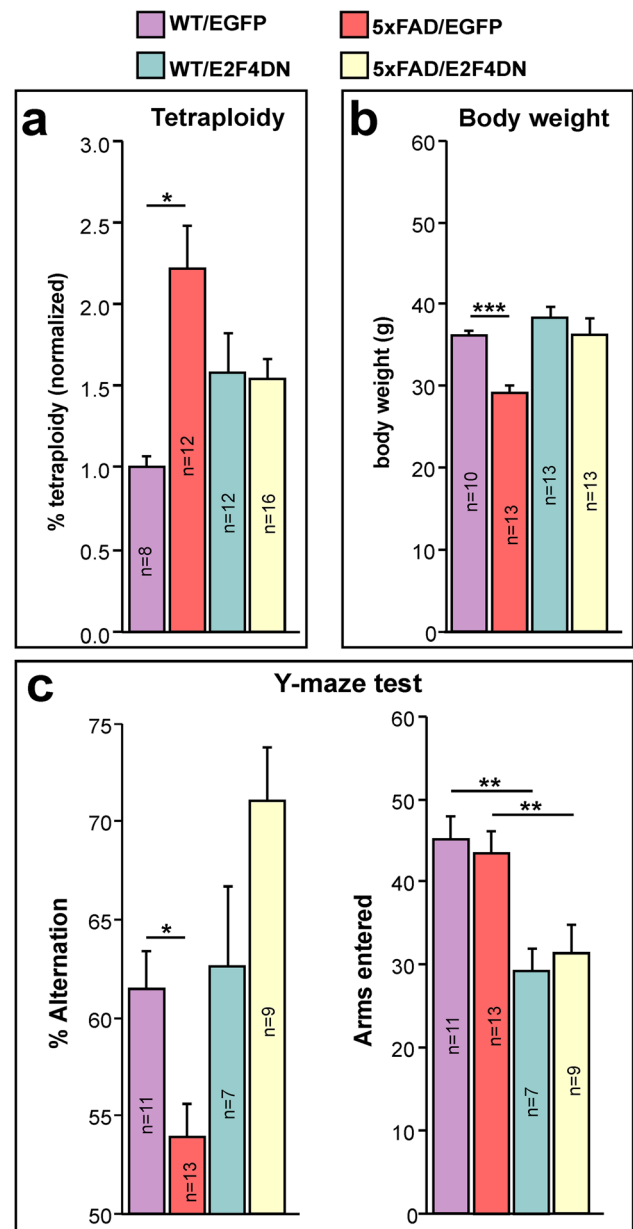 WT/EGFP
5xFAD/EGFP
WT/E2F4DN
5xFAD/E2F4DN
a
Tetraploidy
% tetraploidy (normalized)
3.0
2.5
2.0
1.5
1.0
0.5
0.0
*
n=8
n=12
n=12
n=16
b
Body weight
body weight (g)
60
50
40
30
20
10
0
***
n=10
n=13
n=13
n=13
c
Y-maze test
% Alternation
75
70
65
60
55
50
*
n=11
n=13
n=7
n=9
Arms entered
60
50
40
30
20
10
0
**
**
n=11
n=13
n=7
n=9